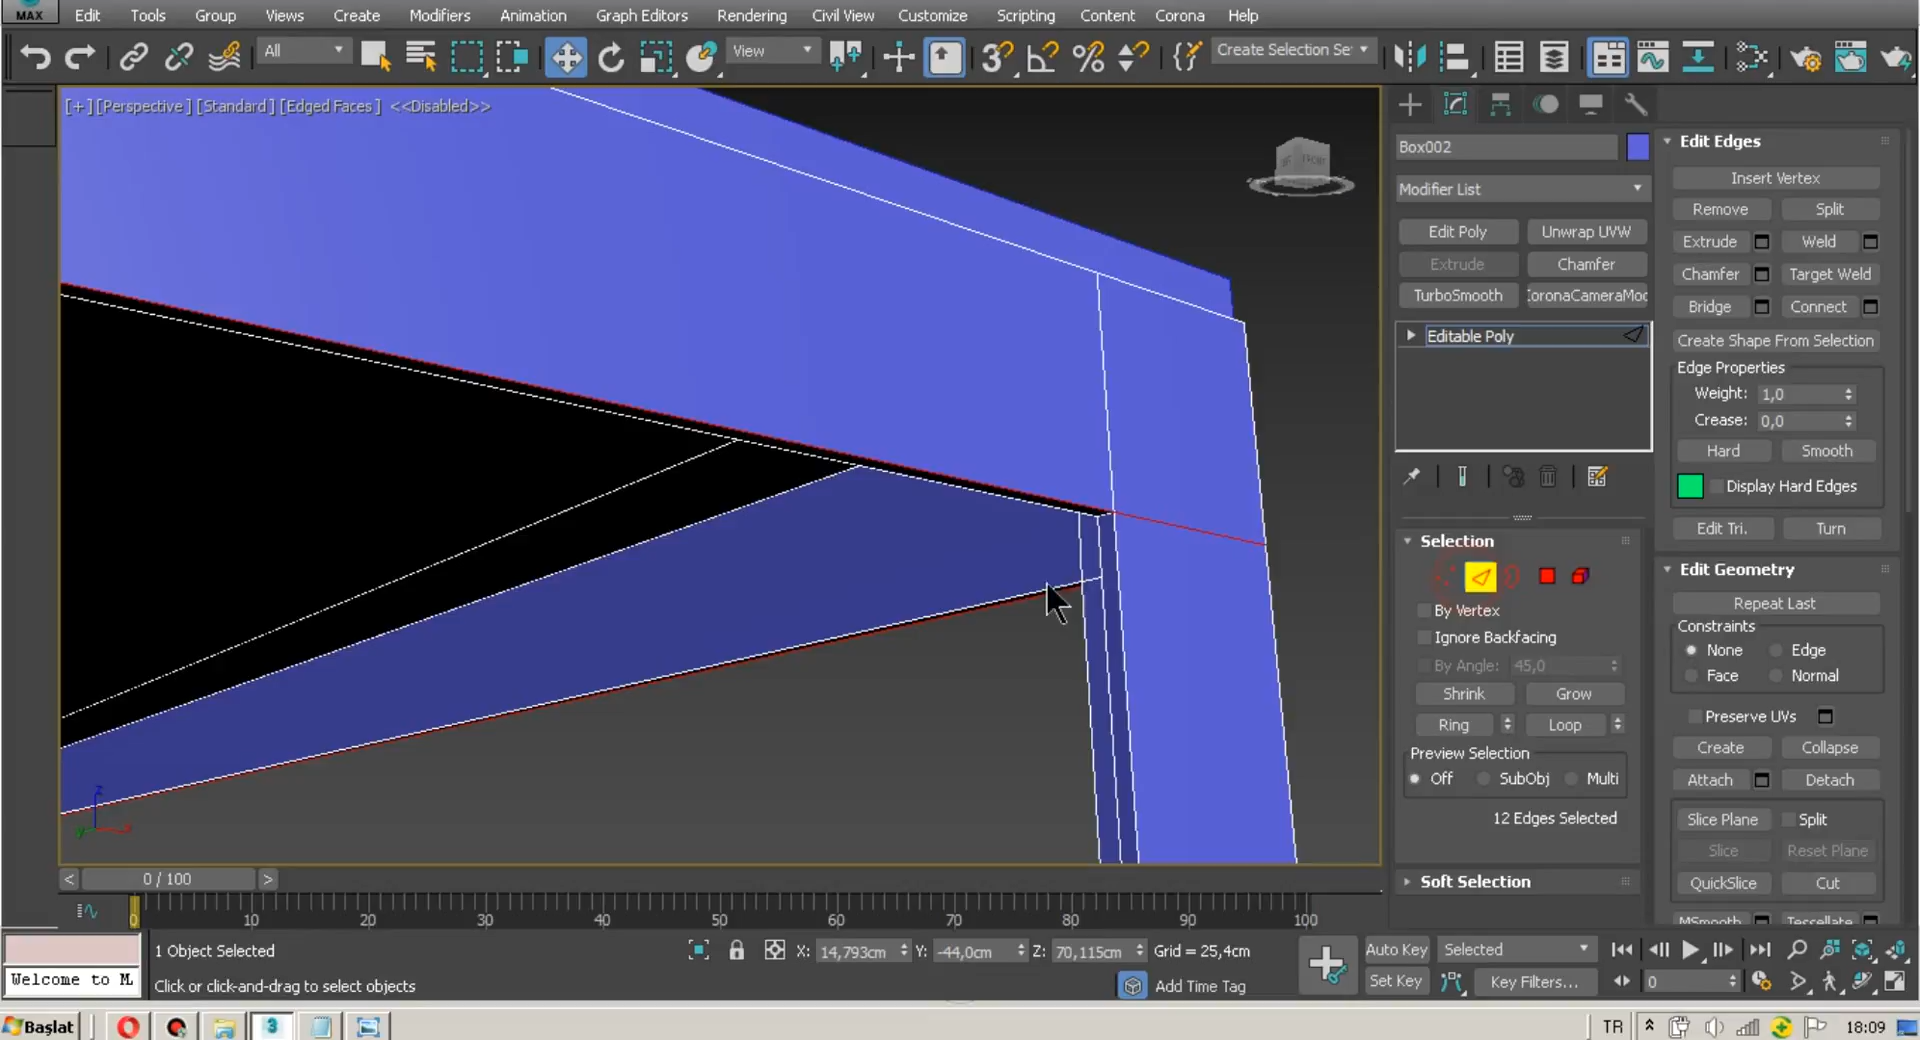 MAX Edit Tools Group Views Create Modifiers Animation Graph Editors Rendering Civil View Customize Scripting Content Corona Help
All View Create Selection Se
[+] [Perspective ] [Standard ] [Edged Faces ] <<Disabled>>
FRONT
Box002
Modifier List
Edit Poly Unwrap UVW
Extrude Chamfer
TurboSmooth CoronaCameraMod
Editable Poly
Selection
By Vertex
Ignore Backfacing
By Angle: 45,0
Shrink Grow
Ring Loop
Preview Selection
Off SubObj Multi
12 Edges Selected
Soft Selection
Edit Edges
Insert Vertex
Remove Split
Extrude Weld
Chamfer Target Weld
Bridge Connect
Create Shape From Selection
Edge Properties
Weight: 1,0
Crease: 0,0
Hard Smooth
Display Hard Edges
Edit Tri. Turn
Edit Geometry
Repeat Last
Constraints
None Edge
Face Normal
Preserve UVs
Create Collapse
Attach Detach
Slice Plane Split
Slice Reset Plane
QuickSlice Cut
MSmooth Tessellate
z
y
< 0 / 100 >
0 10 20 30 40 50 60 70 80 90 100
1 Object Selected X: 14,793cm Y: -44,0cm Z: 70,115cm Grid = 25,4cm Auto Key Selected
Welcome to M. Click or click-and-drag to select objects Add Time Tag Set Key Key Filters... 0
Başlat 3 TR 18:09